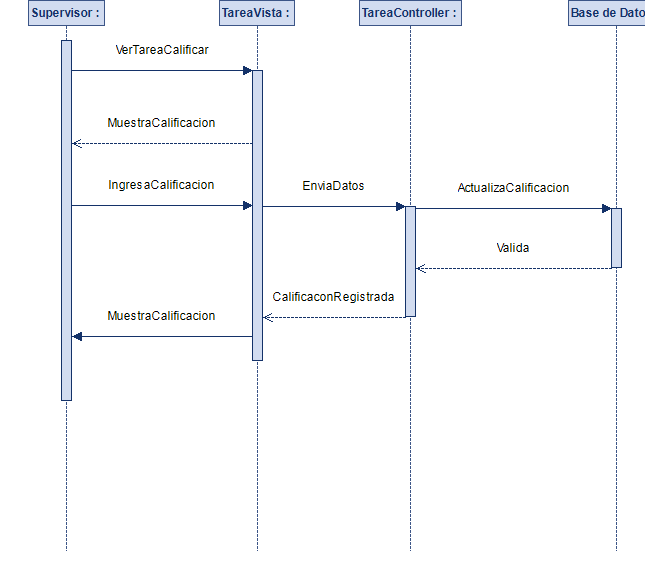 Supervisor :
TareaVista :
TareaController :
Base de Dato
VerTareaCalificar
MuestraCalificacion
IngresaCalificacion
EnviaDatos
ActualizaCalificacion
Valida
CalificaconRegistrada
MuestraCalificacion